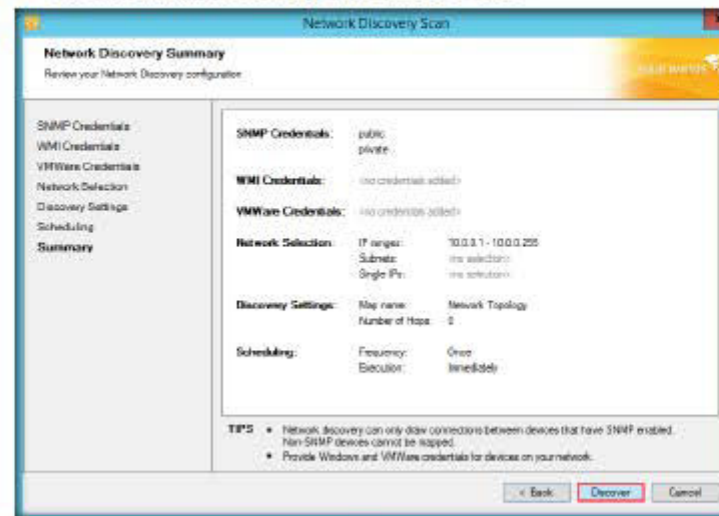 Network Discovery Scan
Network Discovery Summary
Review your Network Discovery configuration
solarwinds
SNMP Credentials
WMI Credentials
VMWare Credentials
Network Selection
Discovery Settings
Scheduling
Summary
SNMP Credentials: public
private
WMI Credentials: <no credentials added>
VMWare Credentials: <no credentials added>
Network Selection: IP ranges: 10.0.0.1 - 10.0.0.255
Subnets: <no selection>
Single IPs: <no selection>
Discovery Settings: Map name: Network Topology
Number of Hops: 0
Scheduling: Frequency: Once
Execution: Immediately
TIPS • Network discovery can only draw connections between devices that have SNMP enabled.
Non-SNMP devices cannot be mapped.
• Provide Windows and VMWare credentials for devices on your network.
< Back Discover Cancel